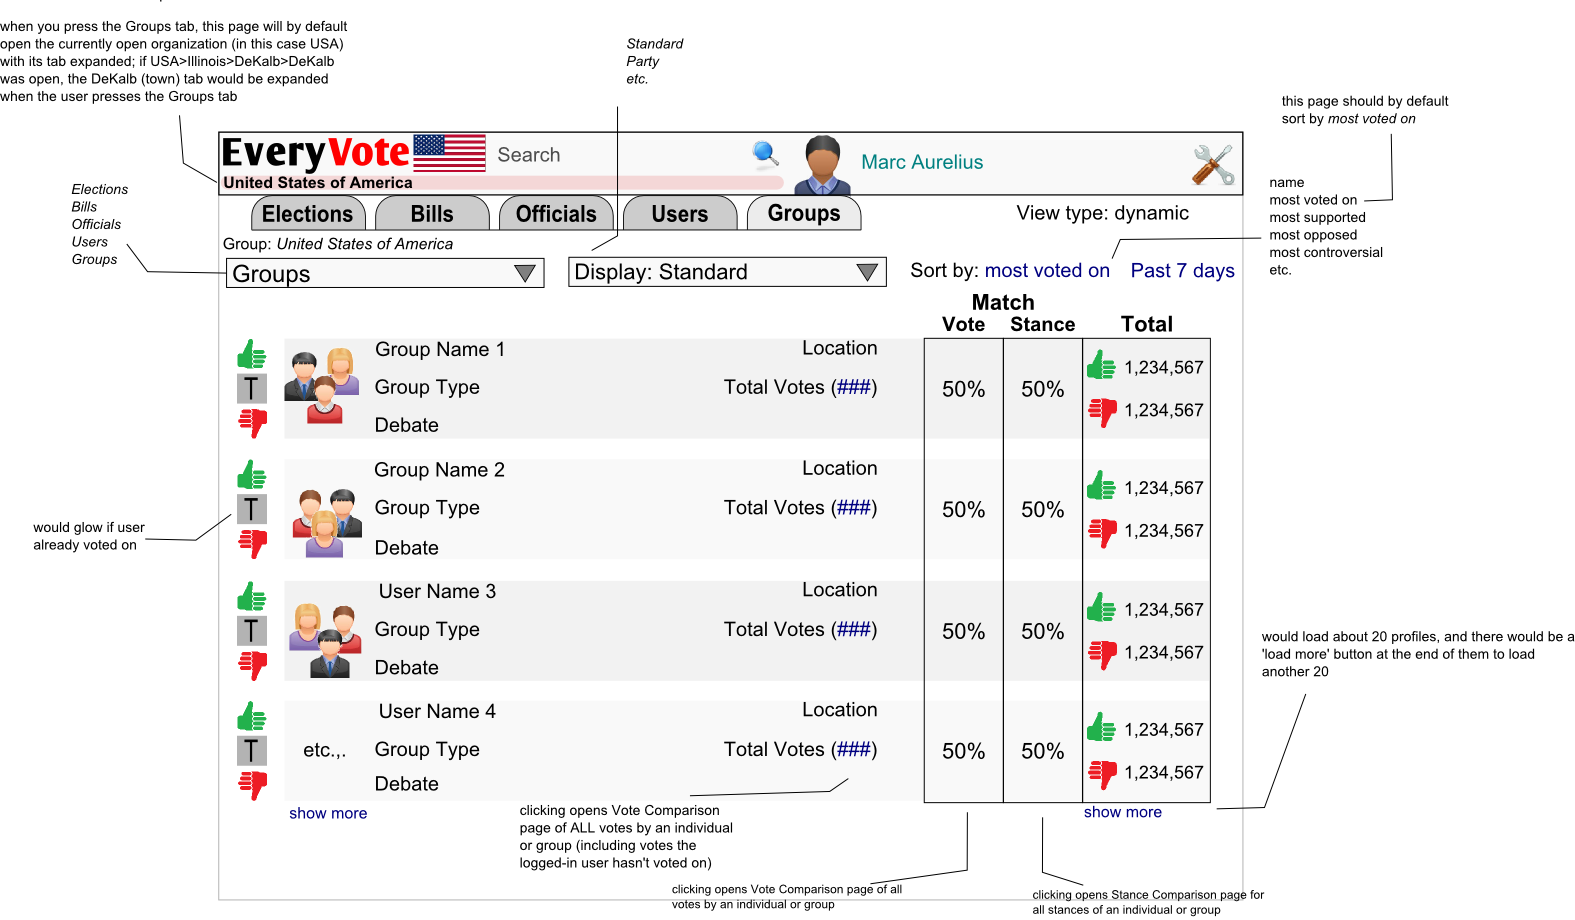 when you press the Groups tab, this page will by default
open the currently open organization (in this case USA)
with its tab expanded; if USA>Illinois>DeKalb>DeKalb
was open, the DeKalb (town) tab would be expanded
when the user presses the Groups tab
Standard
Party
etc.
this page should by default
sort by most voted on
EveryVote
Search
Marc Aurelius
United States of America
name
most voted on
most supported
most opposed
most controversial
etc.
Elections
Bills
Officials
Users
Groups
Elections
Bills
Officials
Users
Groups
View type: dynamic
Group: United States of America
Groups
Display: Standard
Sort by: most voted on
Past 7 days
Match
Vote
Stance
Total
T
Group Name 1
Location
Group Type
Total Votes (###)
Debate
50%
50%
1,234,567
1,234,567
T
Group Name 2
Location
Group Type
Total Votes (###)
Debate
50%
50%
1,234,567
1,234,567
would glow if user
already voted on
T
User Name 3
Location
Group Type
Total Votes (###)
Debate
50%
50%
1,234,567
1,234,567
would load about 20 profiles, and there would be a
'load more' button at the end of them to load
another 20
T
etc.,.
User Name 4
Location
Group Type
Total Votes (###)
Debate
50%
50%
1,234,567
1,234,567
show more
show more
clicking opens Vote Comparison
page of ALL votes by an individual
or group (including votes the
logged-in user hasn't voted on)
clicking opens Vote Comparison page of all
votes by an individual or group
clicking opens Stance Comparison page for
all stances of an individual or group